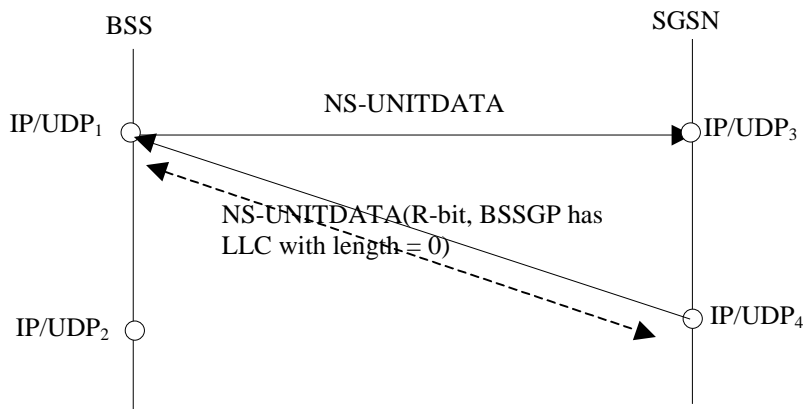 BSS
SGSN
NS-UNITDATA
IP/UDP1
IP/UDP3
NS-UNITDATA(R-bit, BSSGP has
LLC with length = 0)
IP/UDP2
IP/UDP4